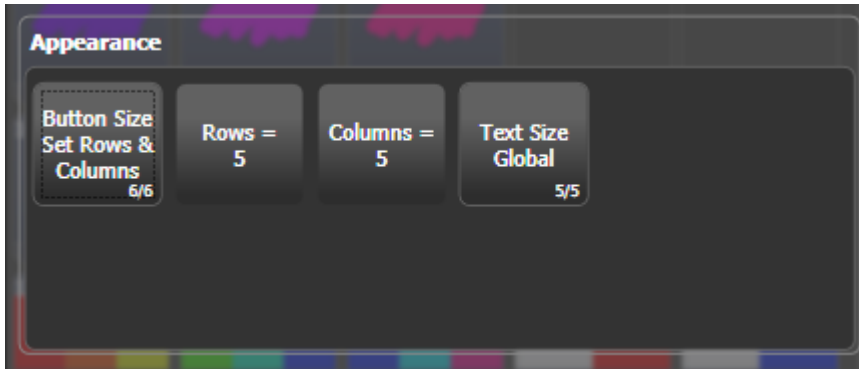 Appearance
Button Size
Set Rows &
Columns
6/6
Rows =
5
Columns =
5
Text Size
Global
5/5